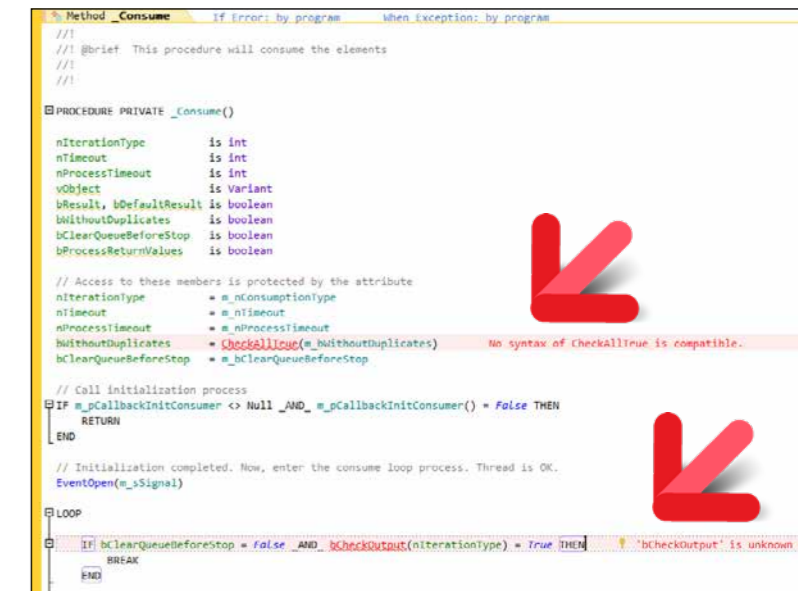 Method _Consume If Error: by program When Exception: by program
//!
//! @brief This procedure will consume the elements
//!
//!
PROCEDURE PRIVATE _Consume()
nIterationType is int
nTimeout is int
nProcessTimeout is int
vObject is Variant
bResult, bDefaultResult is boolean
bWithoutDuplicates is boolean
bClearQueueBeforeStop is boolean
bProcessReturnValues is boolean
// Access to these members is protected by the attribute
nIterationType = m_nConsumptionType
nTimeout = m_nTimeout
nProcessTimeout = m_nProcessTimeout
bWithoutDuplicates = CheckAllTrue(m_bWithoutDuplicates) No syntax of CheckAllTrue is compatible.
bClearQueueBeforeStop = m_bClearQueueBeforeStop
// Call initialization process
IF m_pCallbackInitConsumer <> Null _AND_ m_pCallbackInitConsumer() = False THEN
RETURN
END
// Initialization completed. Now, enter the consume loop process. Thread is OK.
EventOpen(m_sSignal)
LOOP
IF bClearQueueBeforeStop = False _AND_ bCheckOutput(nIterationType) = True THEN 'bCheckOutput' is unknown
BREAK
END